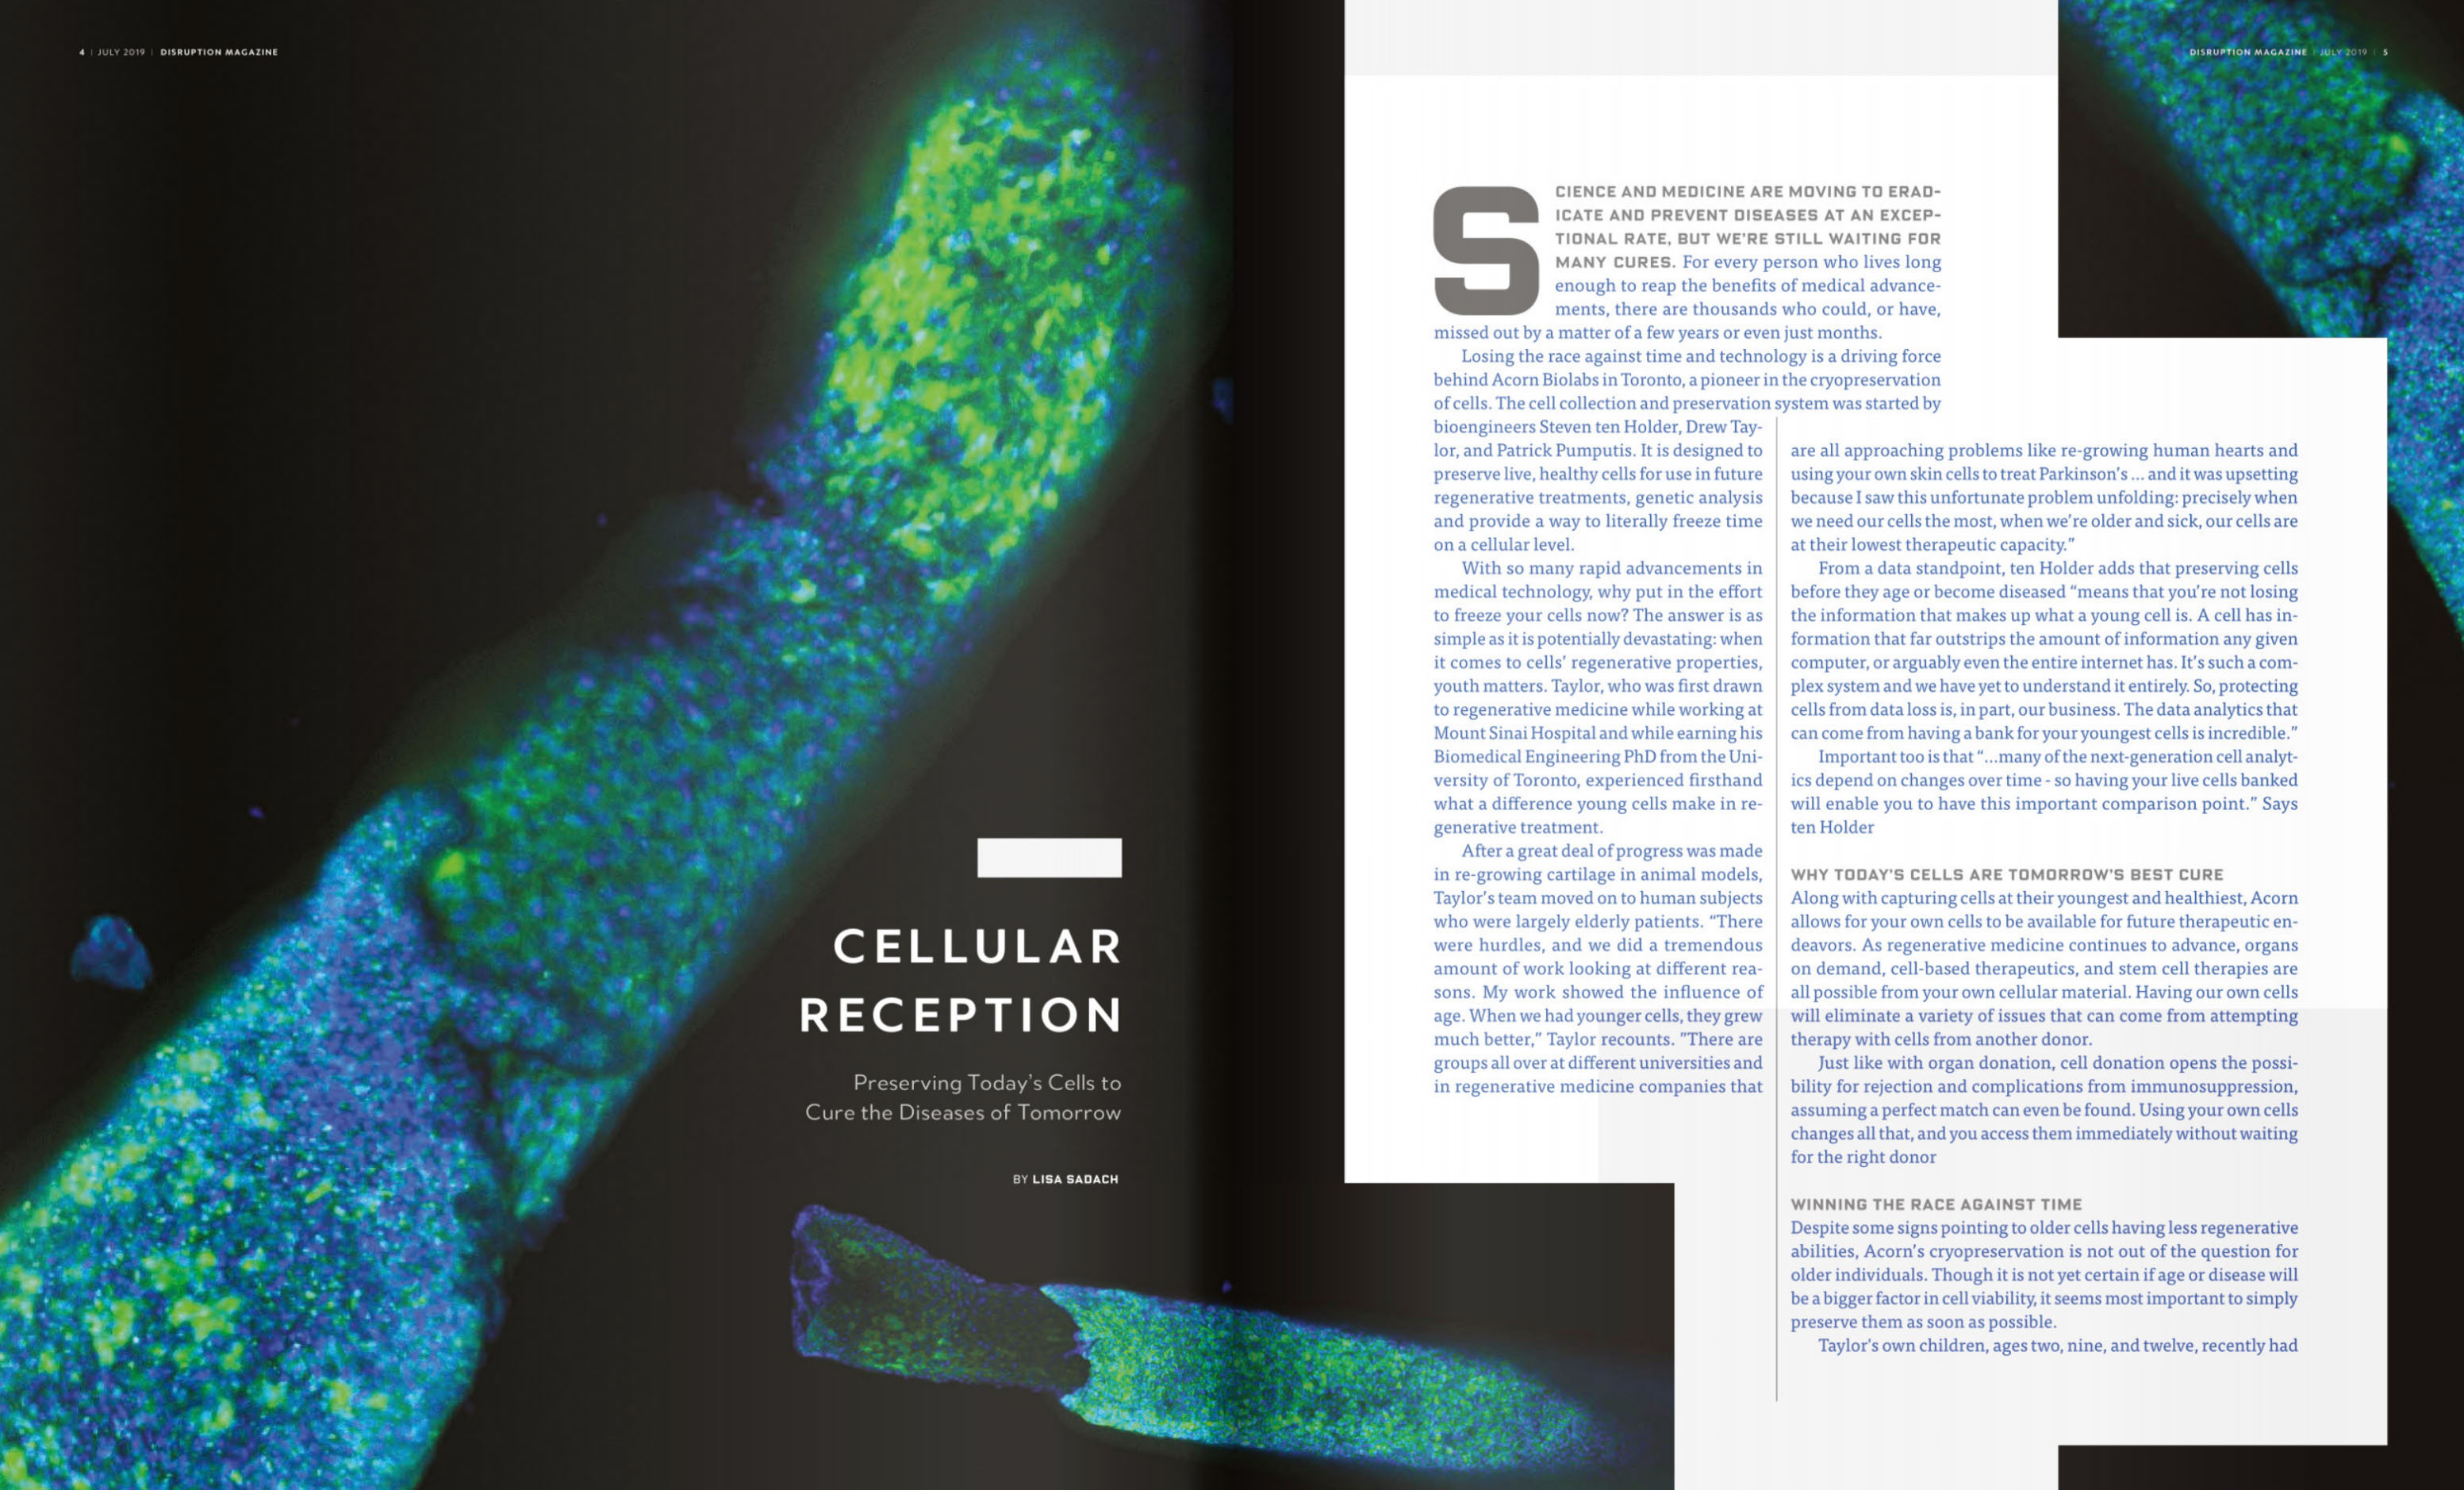 4 | JULY 2019 | DISRUPTION MAGAZINE
CELLULAR
RECEPTION
Preserving Today's Cells to
Cure the Diseases of Tomorrow
BY LISA SADACH
DISRUPTION MAGAZINE | JULY 2019 | 5
SCIENCE AND MEDICINE ARE MOVING TO ERAD-
ICATE AND PREVENT DISEASES AT AN EXCEP-
TIONAL RATE, BUT WE'RE STILL WAITING FOR
MANY CURES. For every person who lives long
enough to reap the benefits of medical advance-
ments, there are thousands who could, or have,
missed out by a matter of a few years or even just months.
Losing the race against time and technology is a driving force
behind Acorn Biolabs in Toronto, a pioneer in the cryopreservation
of cells. The cell collection and preservation system was started by
bioengineers Steven ten Holder, Drew Tay-
lor, and Patrick Pumputis. It is designed to
preserve live, healthy cells for use in future
regenerative treatments, genetic analysis
and provide a way to literally freeze time
on a cellular level.
With so many rapid advancements in
medical technology, why put in the effort
to freeze your cells now? The answer is as
simple as it is potentially devastating: when
it comes to cells' regenerative properties,
youth matters. Taylor, who was first drawn
to regenerative medicine while working at
Mount Sinai Hospital and while earning his
Biomedical Engineering PhD from the Uni-
versity of Toronto, experienced firsthand
what a difference young cells make in re-
generative treatment.
After a great deal of progress was made
in re-growing cartilage in animal models,
Taylor's team moved on to human subjects
who were largely elderly patients. "There
were hurdles, and we did a tremendous
amount of work looking at different rea-
sons. My work showed the influence of
age. When we had younger cells, they grew
much better," Taylor recounts. "There are
groups all over at different universities and
in regenerative medicine companies that
are all approaching problems like re-growing human hearts and
using your own skin cells to treat Parkinson's ... and it was upsetting
because I saw this unfortunate problem unfolding: precisely when
we need our cells the most, when we're older and sick, our cells are
at their lowest therapeutic capacity."
From a data standpoint, ten Holder adds that preserving cells
before they age or become diseased "means that you're not losing
the information that makes up what a young cell is. A cell has in-
formation that far outstrips the amount of information any given
computer, or arguably even the entire internet has. It's such a com-
plex system and we have yet to understand it entirely. So, protecting
cells from data loss is, in part, our business. The data analytics that
can come from having a bank for your youngest cells is incredible."
Important too is that "...many of the next-generation cell analyt-
ics depend on changes over time - so having your live cells banked
will enable you to have this important comparison point." Says
ten Holder
WHY TODAY'S CELLS ARE TOMORROW'S BEST CURE
Along with capturing cells at their youngest and healthiest, Acorn
allows for your own cells to be available for future therapeutic en-
deavors. As regenerative medicine continues to advance, organs
on demand, cell-based therapeutics, and stem cell therapies are
all possible from your own cellular material. Having our own cells
will eliminate a variety of issues that can come from attempting
therapy with cells from another donor.
Just like with organ donation, cell donation opens the possi-
bility for rejection and complications from immunosuppression,
assuming a perfect match can even be found. Using your own cells
changes all that, and you access them immediately without waiting
for the right donor
WINNING THE RACE AGAINST TIME
Despite some signs pointing to older cells having less regenerative
abilities, Acorn's cryopreservation is not out of the question for
older individuals. Though it is not yet certain if age or disease will
be a bigger factor in cell viability, it seems most important to simply
preserve them as soon as possible.
Taylor's own children, ages two, nine, and twelve, recently had